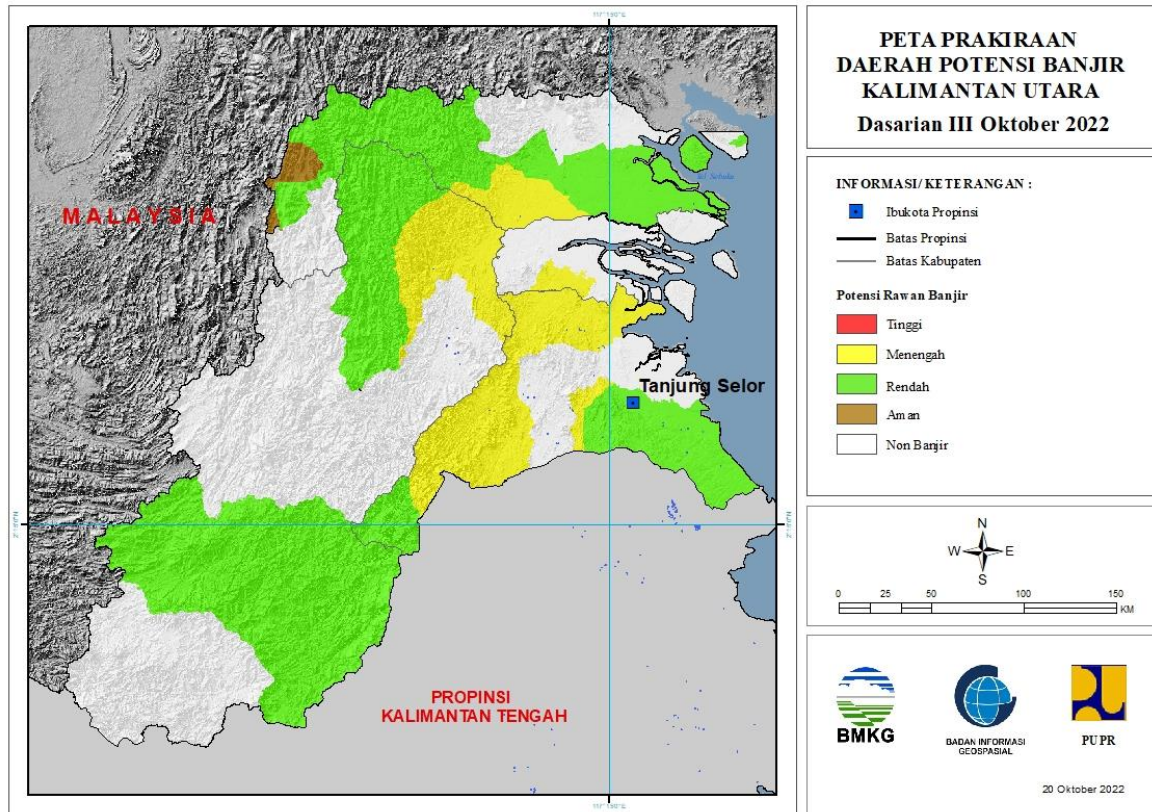 PETA PRAKIRAAN
DAERAH POTENSI BANJIR
KALIMANTAN UTARA
Dasarian III Oktober 2022
INFORMASI/ KETERANGAN :
Ibukota Propinsi
Batas Propinsi
Batas Kabupaten
Potensi Rawan Banjir
Tinggi
Menengah
Rendah
Aman
Non Banjir
N
W E
S
0 25 50 100 150
KM
BMKG
BADAN INFORMASI
GEOSPASIAL
PUPR
20 Oktober 2022
MALAYSIA
Tanjung Selor
PROPINSI
KALIMANTAN TENGAH